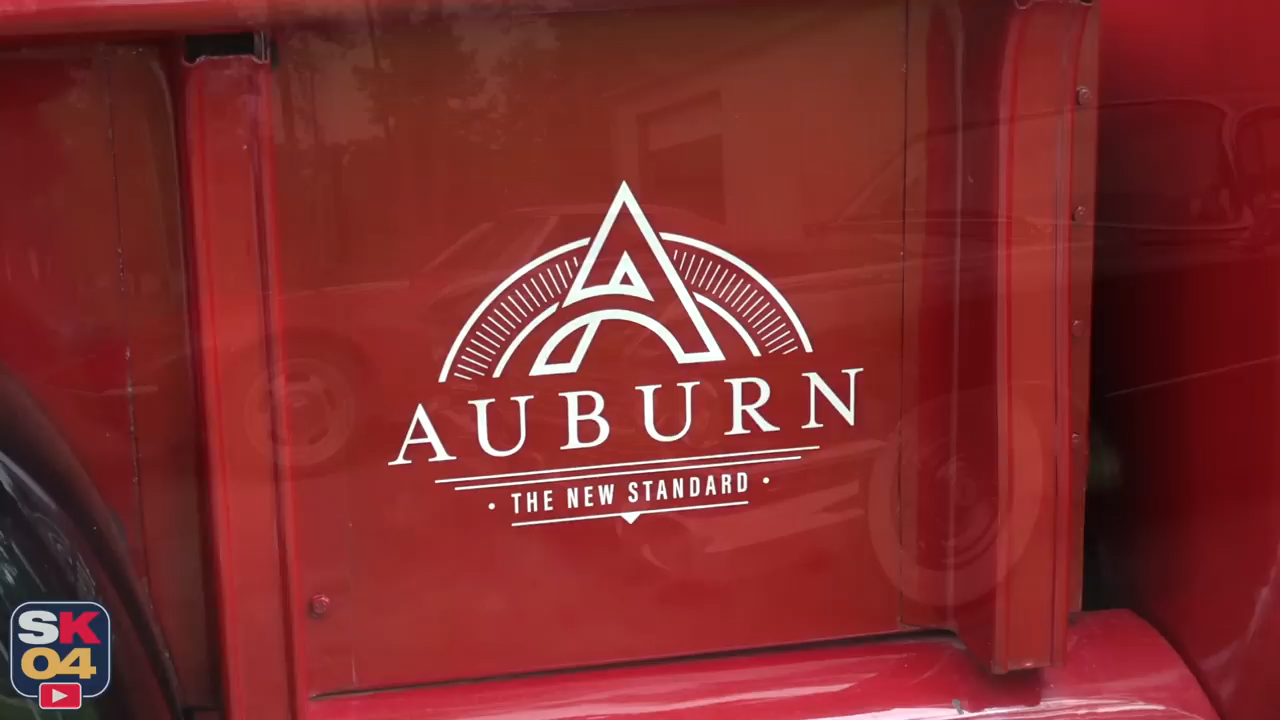 AUBURN
• THE NEW STANDARD •
SK
04